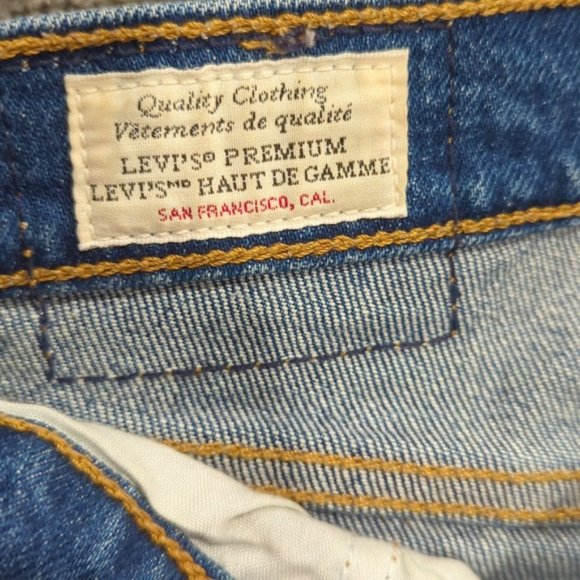 Quality Clothing
Vêtements de qualité
LEVI'S® PREMIUM
LEVI'Sᴹᴰ HAUT DE GAMME
SAN FRANCISCO, CAL.